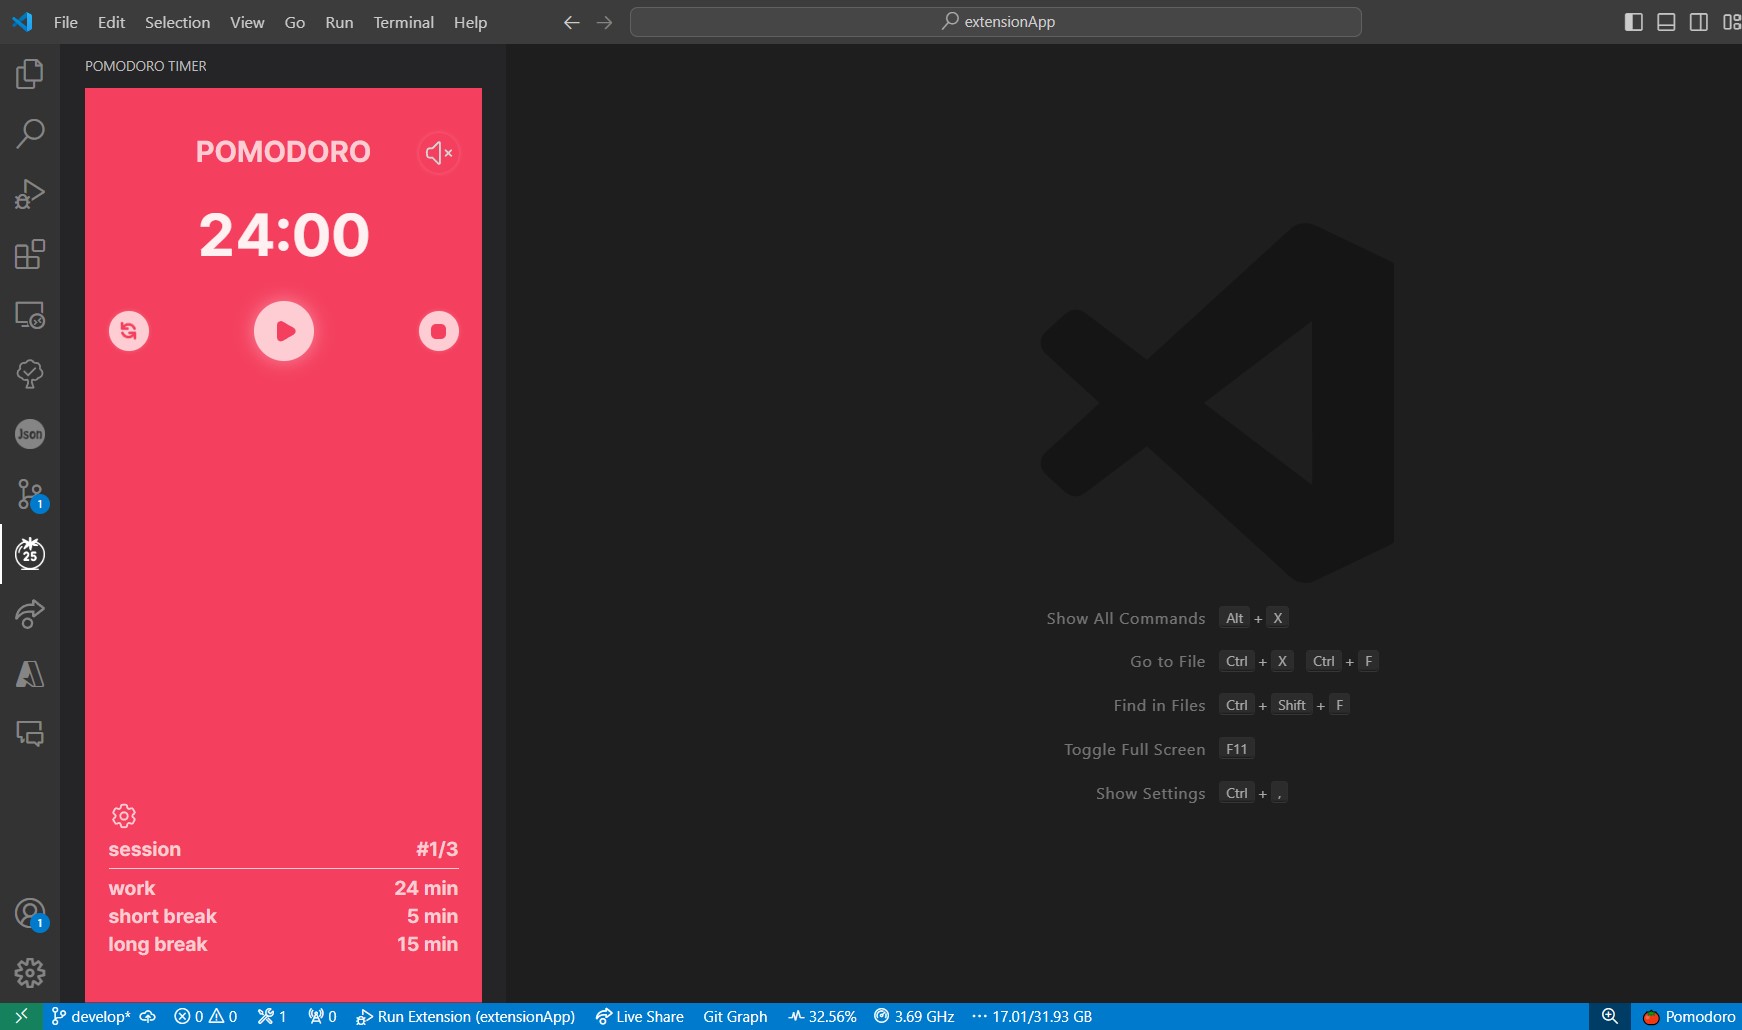 File Edit Selection View Go Run Terminal Help
extensionApp
POMODORO TIMER
POMODORO
24:00
session #1/3
work 24 min
short break 5 min
long break 15 min
Json
1
25
1
Show All Commands Alt + X
Go to File Ctrl + X Ctrl + F
Find in Files Ctrl + Shift + F
Toggle Full Screen F11
Show Settings Ctrl + ,
develop* 0 0 1 0 Run Extension (extensionApp) Live Share Git Graph 32.56% 3.69 GHz ··· 17.01/31.93 GB Pomodoro